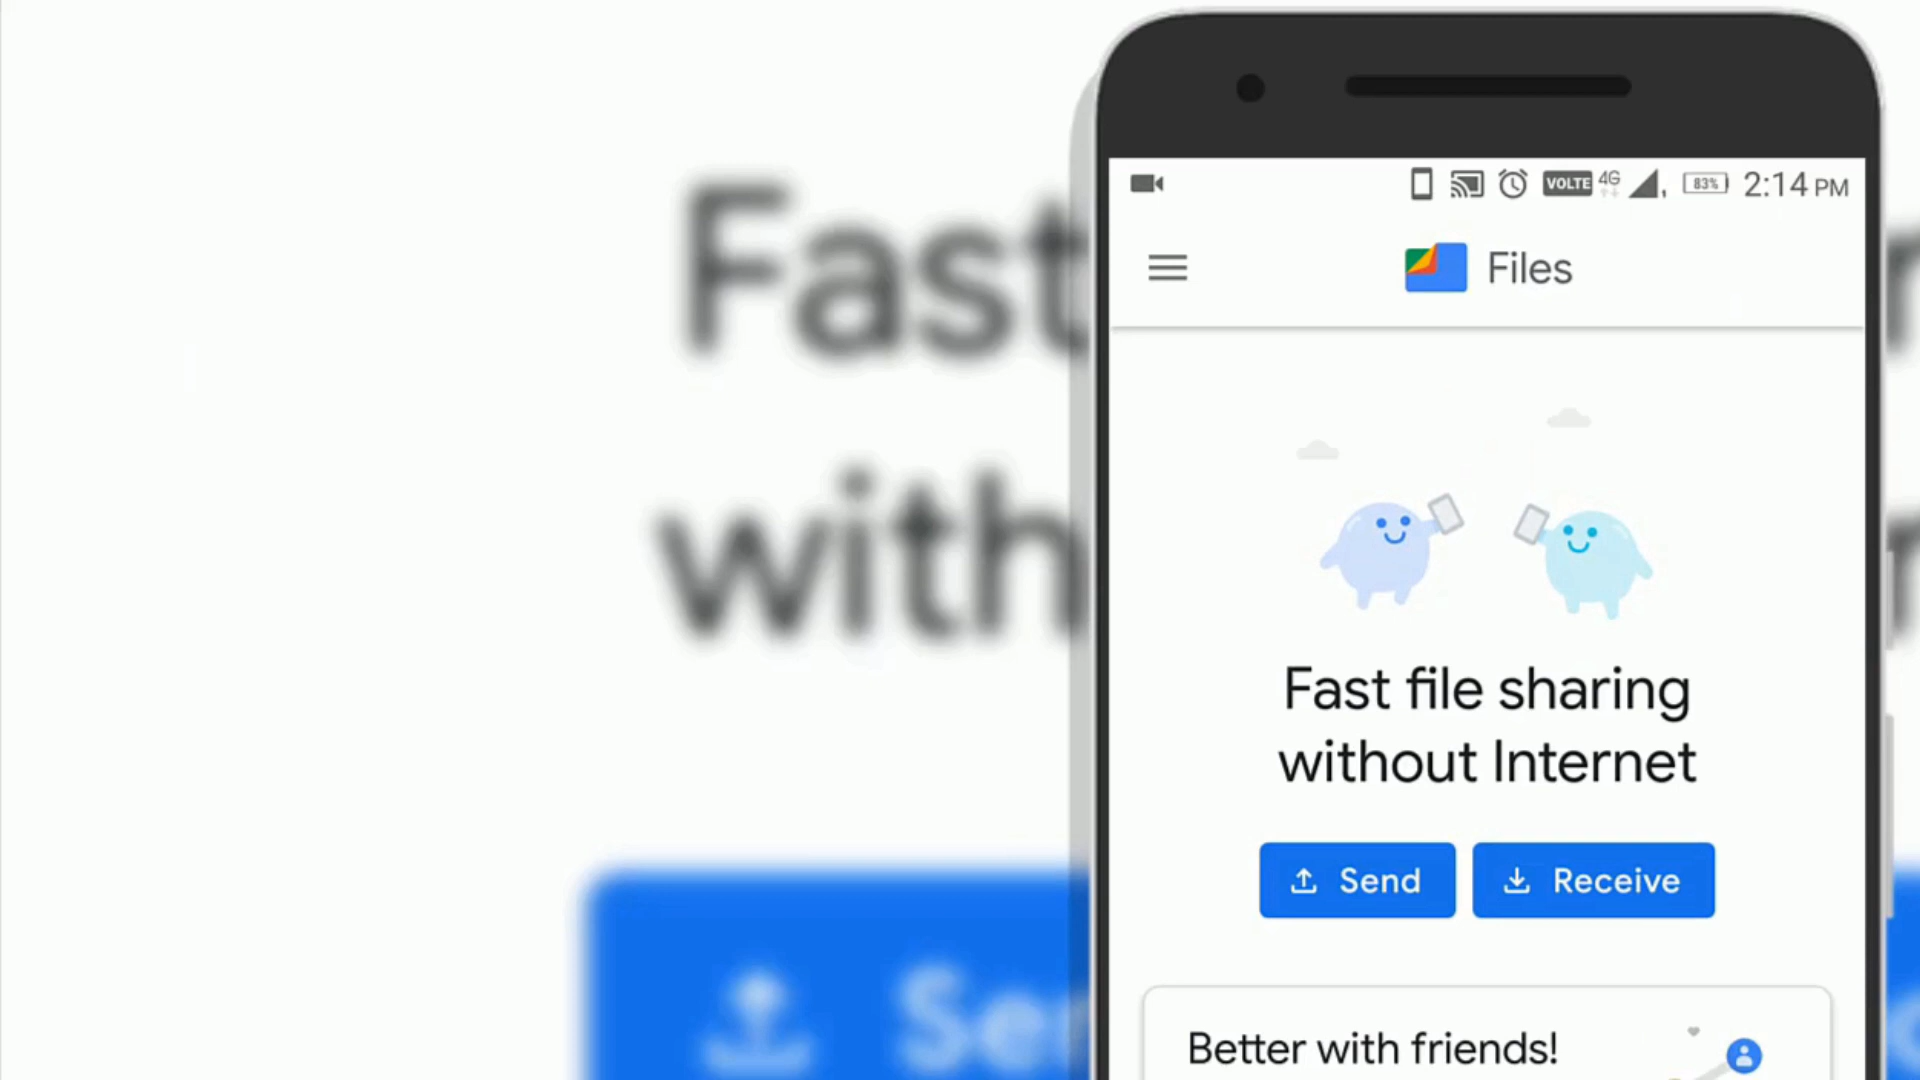 VOLTE 4G 83% 2:14 PM
Files
Fast
with
Fast file sharing
without Internet
Send Receive
Better with friends!